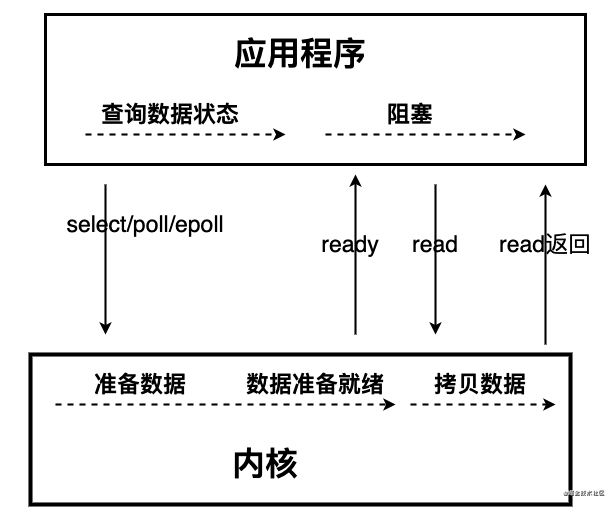 应用程序
查询数据状态
阻塞
select/poll/epoll
ready
read
read返回
准备数据
数据准备就绪
拷贝数据
内核
@掘金技术社区